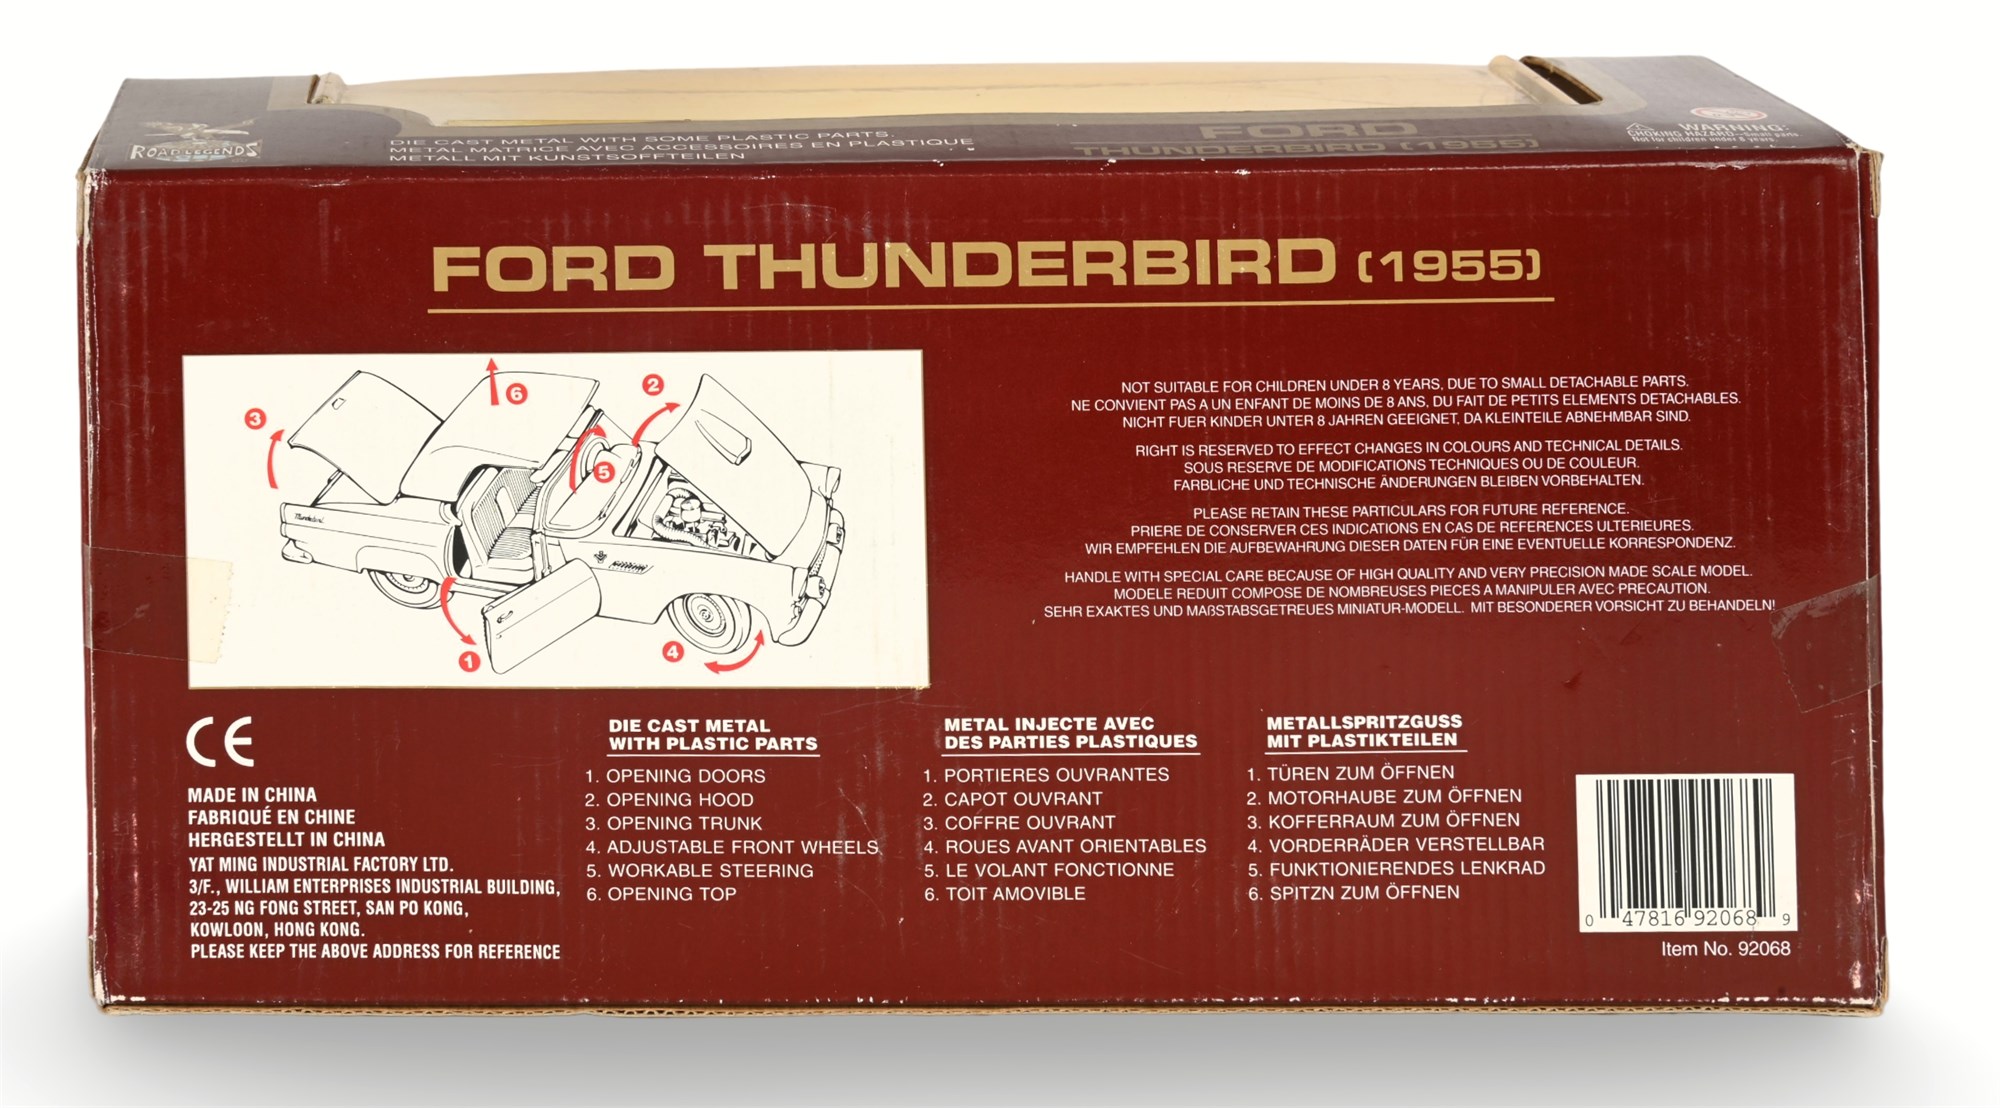 ROAD LEGENDS
DIE CAST METAL WITH SOME PLASTIC PARTS.
METAL MATRICE AVEC ACCESSOIRES EN PLASTIQUE
METALL MIT KUNSTSOFFTEILEN
FORD
THUNDERBIRD (1955)
WARNING:
CHOKING HAZARD - Small parts
Not for children under 8 years
FORD THUNDERBIRD (1955)
3
6
2
5
Thunderbird
1
4
NOT SUITABLE FOR CHILDREN UNDER 8 YEARS, DUE TO SMALL DETACHABLE PARTS.
NE CONVIENT PAS A UN ENFANT DE MOINS DE 8 ANS, DU FAIT DE PETITS ELEMENTS DETACHABLES.
NICHT FUER KINDER UNTER 8 JAHREN GEEIGNET, DA KLEINTEILE ABNEHMBAR SIND.
RIGHT IS RESERVED TO EFFECT CHANGES IN COLOURS AND TECHNICAL DETAILS.
SOUS RESERVE DE MODIFICATIONS TECHNIQUES OU DE COULEUR.
FARBLICHE UND TECHNISCHE ÄNDERUNGEN BLEIBEN VORBEHALTEN.
PLEASE RETAIN THESE PARTICULARS FOR FUTURE REFERENCE.
PRIERE DE CONSERVER CES INDICATIONS EN CAS DE REFERENCES ULTERIEURES.
WIR EMPFEHLEN DIE AUFBEWAHRUNG DIESER DATEN FÜR EINE EVENTUELLE KORRESPONDENZ.
HANDLE WITH SPECIAL CARE BECAUSE OF HIGH QUALITY AND VERY PRECISION MADE SCALE MODEL.
MODELE REDUIT COMPOSE DE NOMBREUSES PIECES A MANIPULER AVEC PRECAUTION.
SEHR EXAKTES UND MAßSTABSGETREUES MINIATUR-MODELL. MIT BESONDERER VORSICHT ZU BEHANDELN!
CE
MADE IN CHINA
FABRIQUÉ EN CHINE
HERGESTELLT IN CHINA
YAT MING INDUSTRIAL FACTORY LTD.
3/F., WILLIAM ENTERPRISES INDUSTRIAL BUILDING,
23-25 NG FONG STREET, SAN PO KONG,
KOWLOON, HONG KONG.
PLEASE KEEP THE ABOVE ADDRESS FOR REFERENCE
DIE CAST METAL
WITH PLASTIC PARTS
1. OPENING DOORS
2. OPENING HOOD
3. OPENING TRUNK
4. ADJUSTABLE FRONT WHEELS
5. WORKABLE STEERING
6. OPENING TOP
METAL INJECTE AVEC
DES PARTIES PLASTIQUES
1. PORTIERES OUVRANTES
2. CAPOT OUVRANT
3. COFFRE OUVRANT
4. ROUES AVANT ORIENTABLES
5. LE VOLANT FONCTIONNE
6. TOIT AMOVIBLE
METALLSPRITZGUSS
MIT PLASTIKTEILEN
1. TÜREN ZUM ÖFFNEN
2. MOTORHAUBE ZUM ÖFFNEN
3. KOFFERRAUM ZUM ÖFFNEN
4. VORDERRÄDER VERSTELLBAR
5. FUNKTIONIERENDES LENKRAD
6. SPITZN ZUM ÖFFNEN
0 47816 92068 9
Item No. 92068